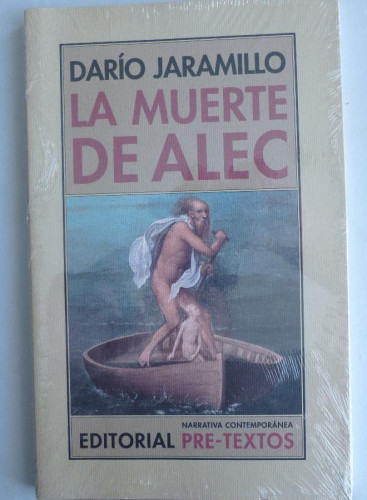 DARÍO JARAMILLO
LA MUERTE
DE ALEC
NARRATIVA CONTEMPORÁNEA
EDITORIAL PRE-TEXTOS